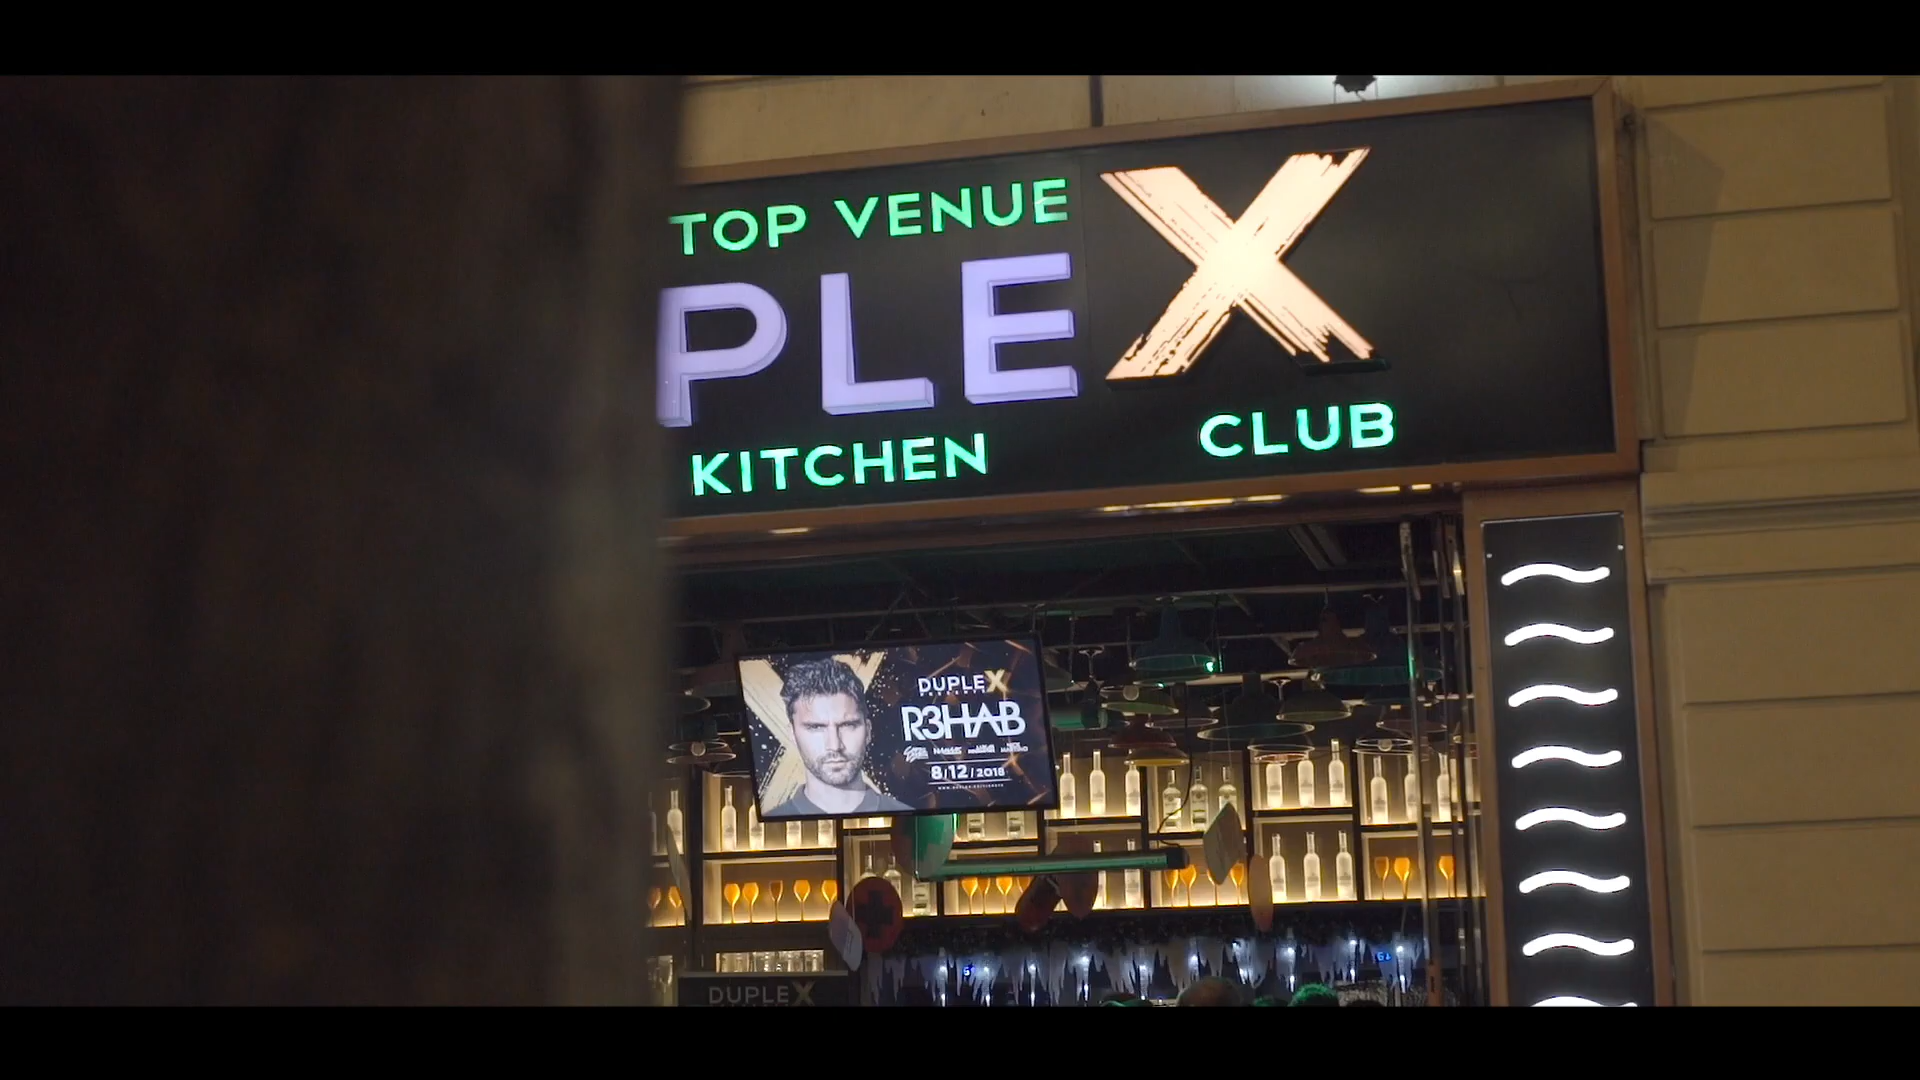 TOP VENUE
PLEX
KITCHEN
CLUB
DUPLEX
R3HAB
8/12/2018
DUPLEX